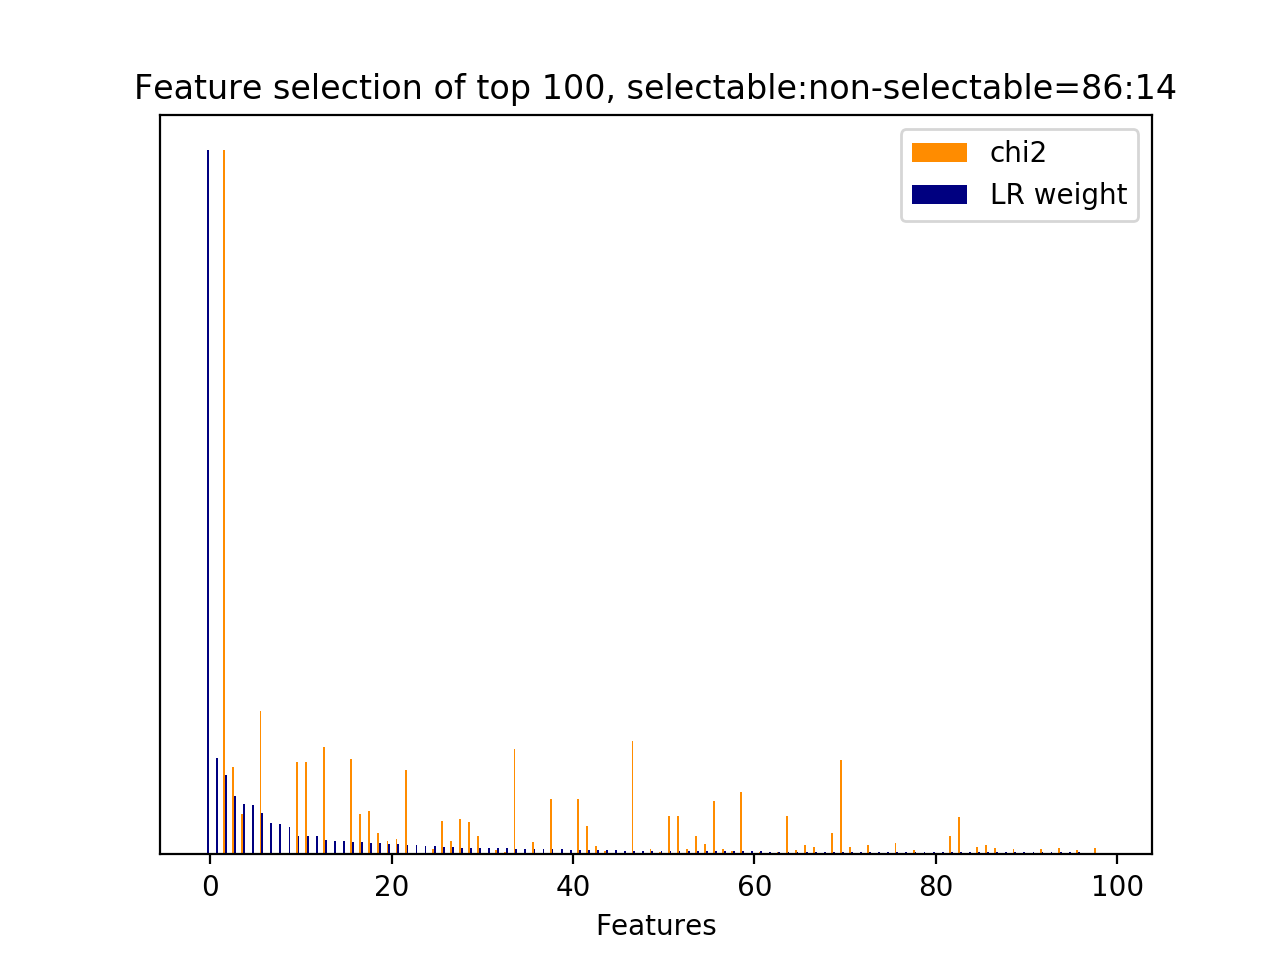 Feature selection of top 100, selectable:non-selectable=86:14
chi2
LR weight
0 20 40 60 80 100
Features